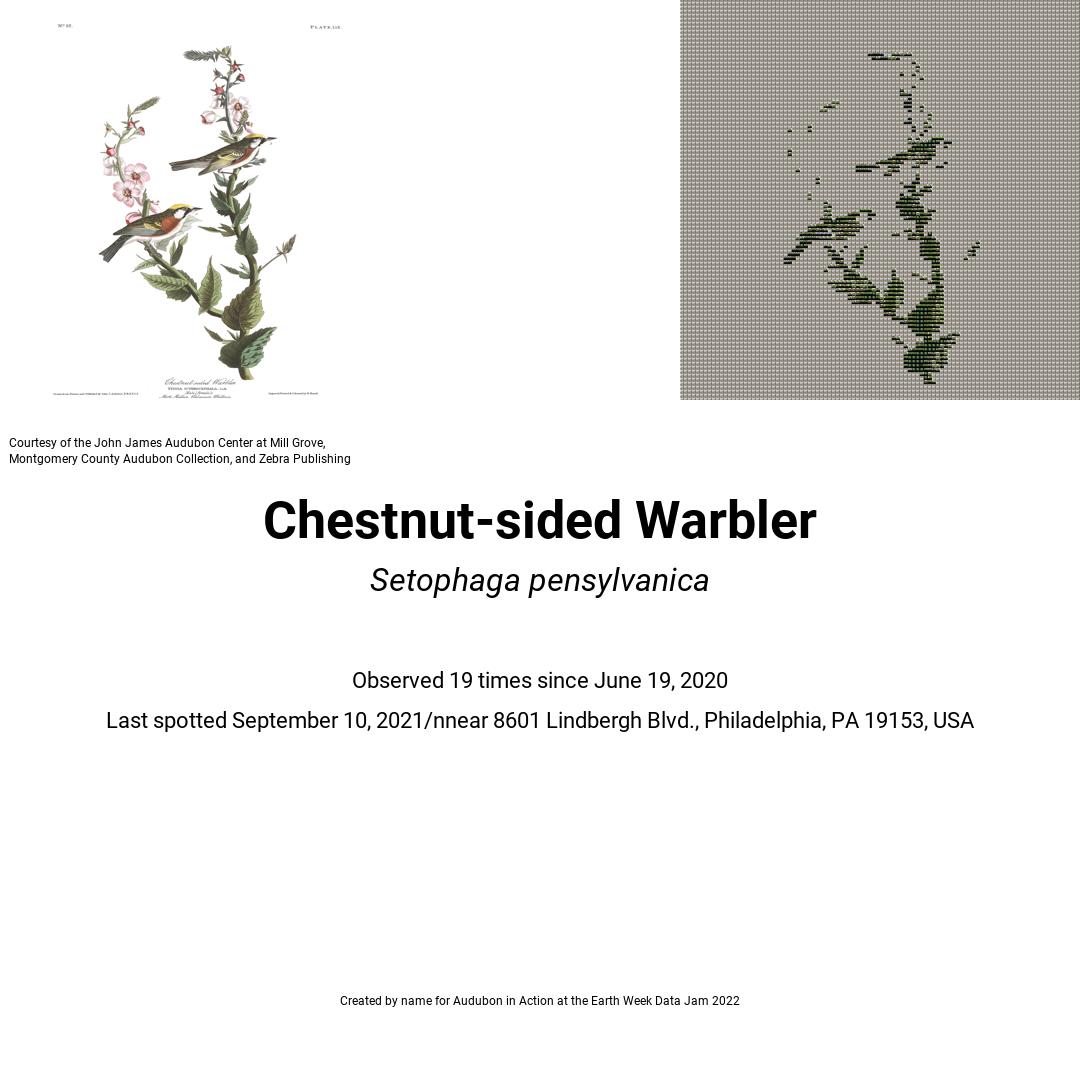 Nº 12.
Chestnut-sided Warbler
Courtesy of the John James Audubon Center at Mill Grove,
Montgomery County Audubon Collection, and Zebra Publishing
Chestnut-sided Warbler
Setophaga pensylvanica
Observed 19 times since June 19, 2020
Last spotted September 10, 2021/nnear 8601 Lindbergh Blvd., Philadelphia, PA 19153, USA
Created by name for Audubon in Action at the Earth Week Data Jam 2022